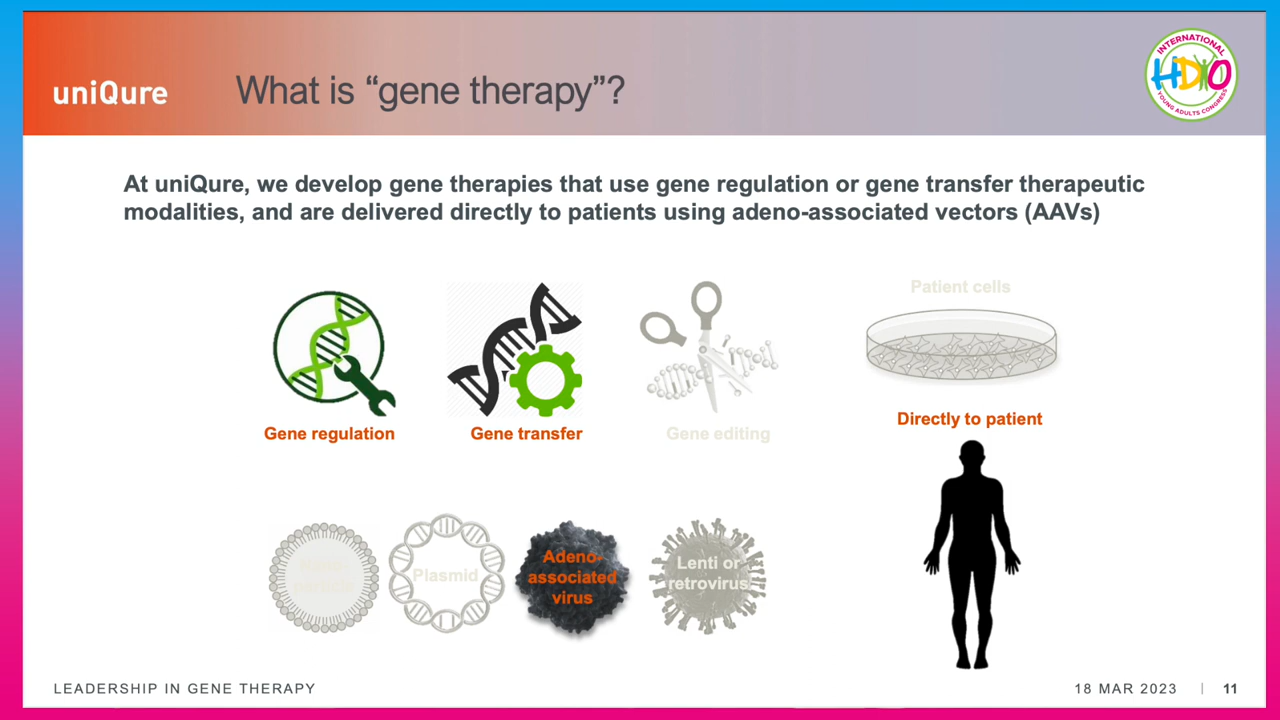 uniQure
What is “gene therapy”?
INTERNATIONAL
HDYO
YOUNG ADULTS CONGRESS
At uniQure, we develop gene therapies that use gene regulation or gene transfer therapeutic
modalities, and are delivered directly to patients using adeno-associated vectors (AAVs)
Gene regulation
Gene transfer
Gene editing
Patient cells
Directly to patient
Plasmid
Adeno-
associated
virus
Lenti or
retrovirus
LEADERSHIP IN GENE THERAPY
18 MAR 2023
11